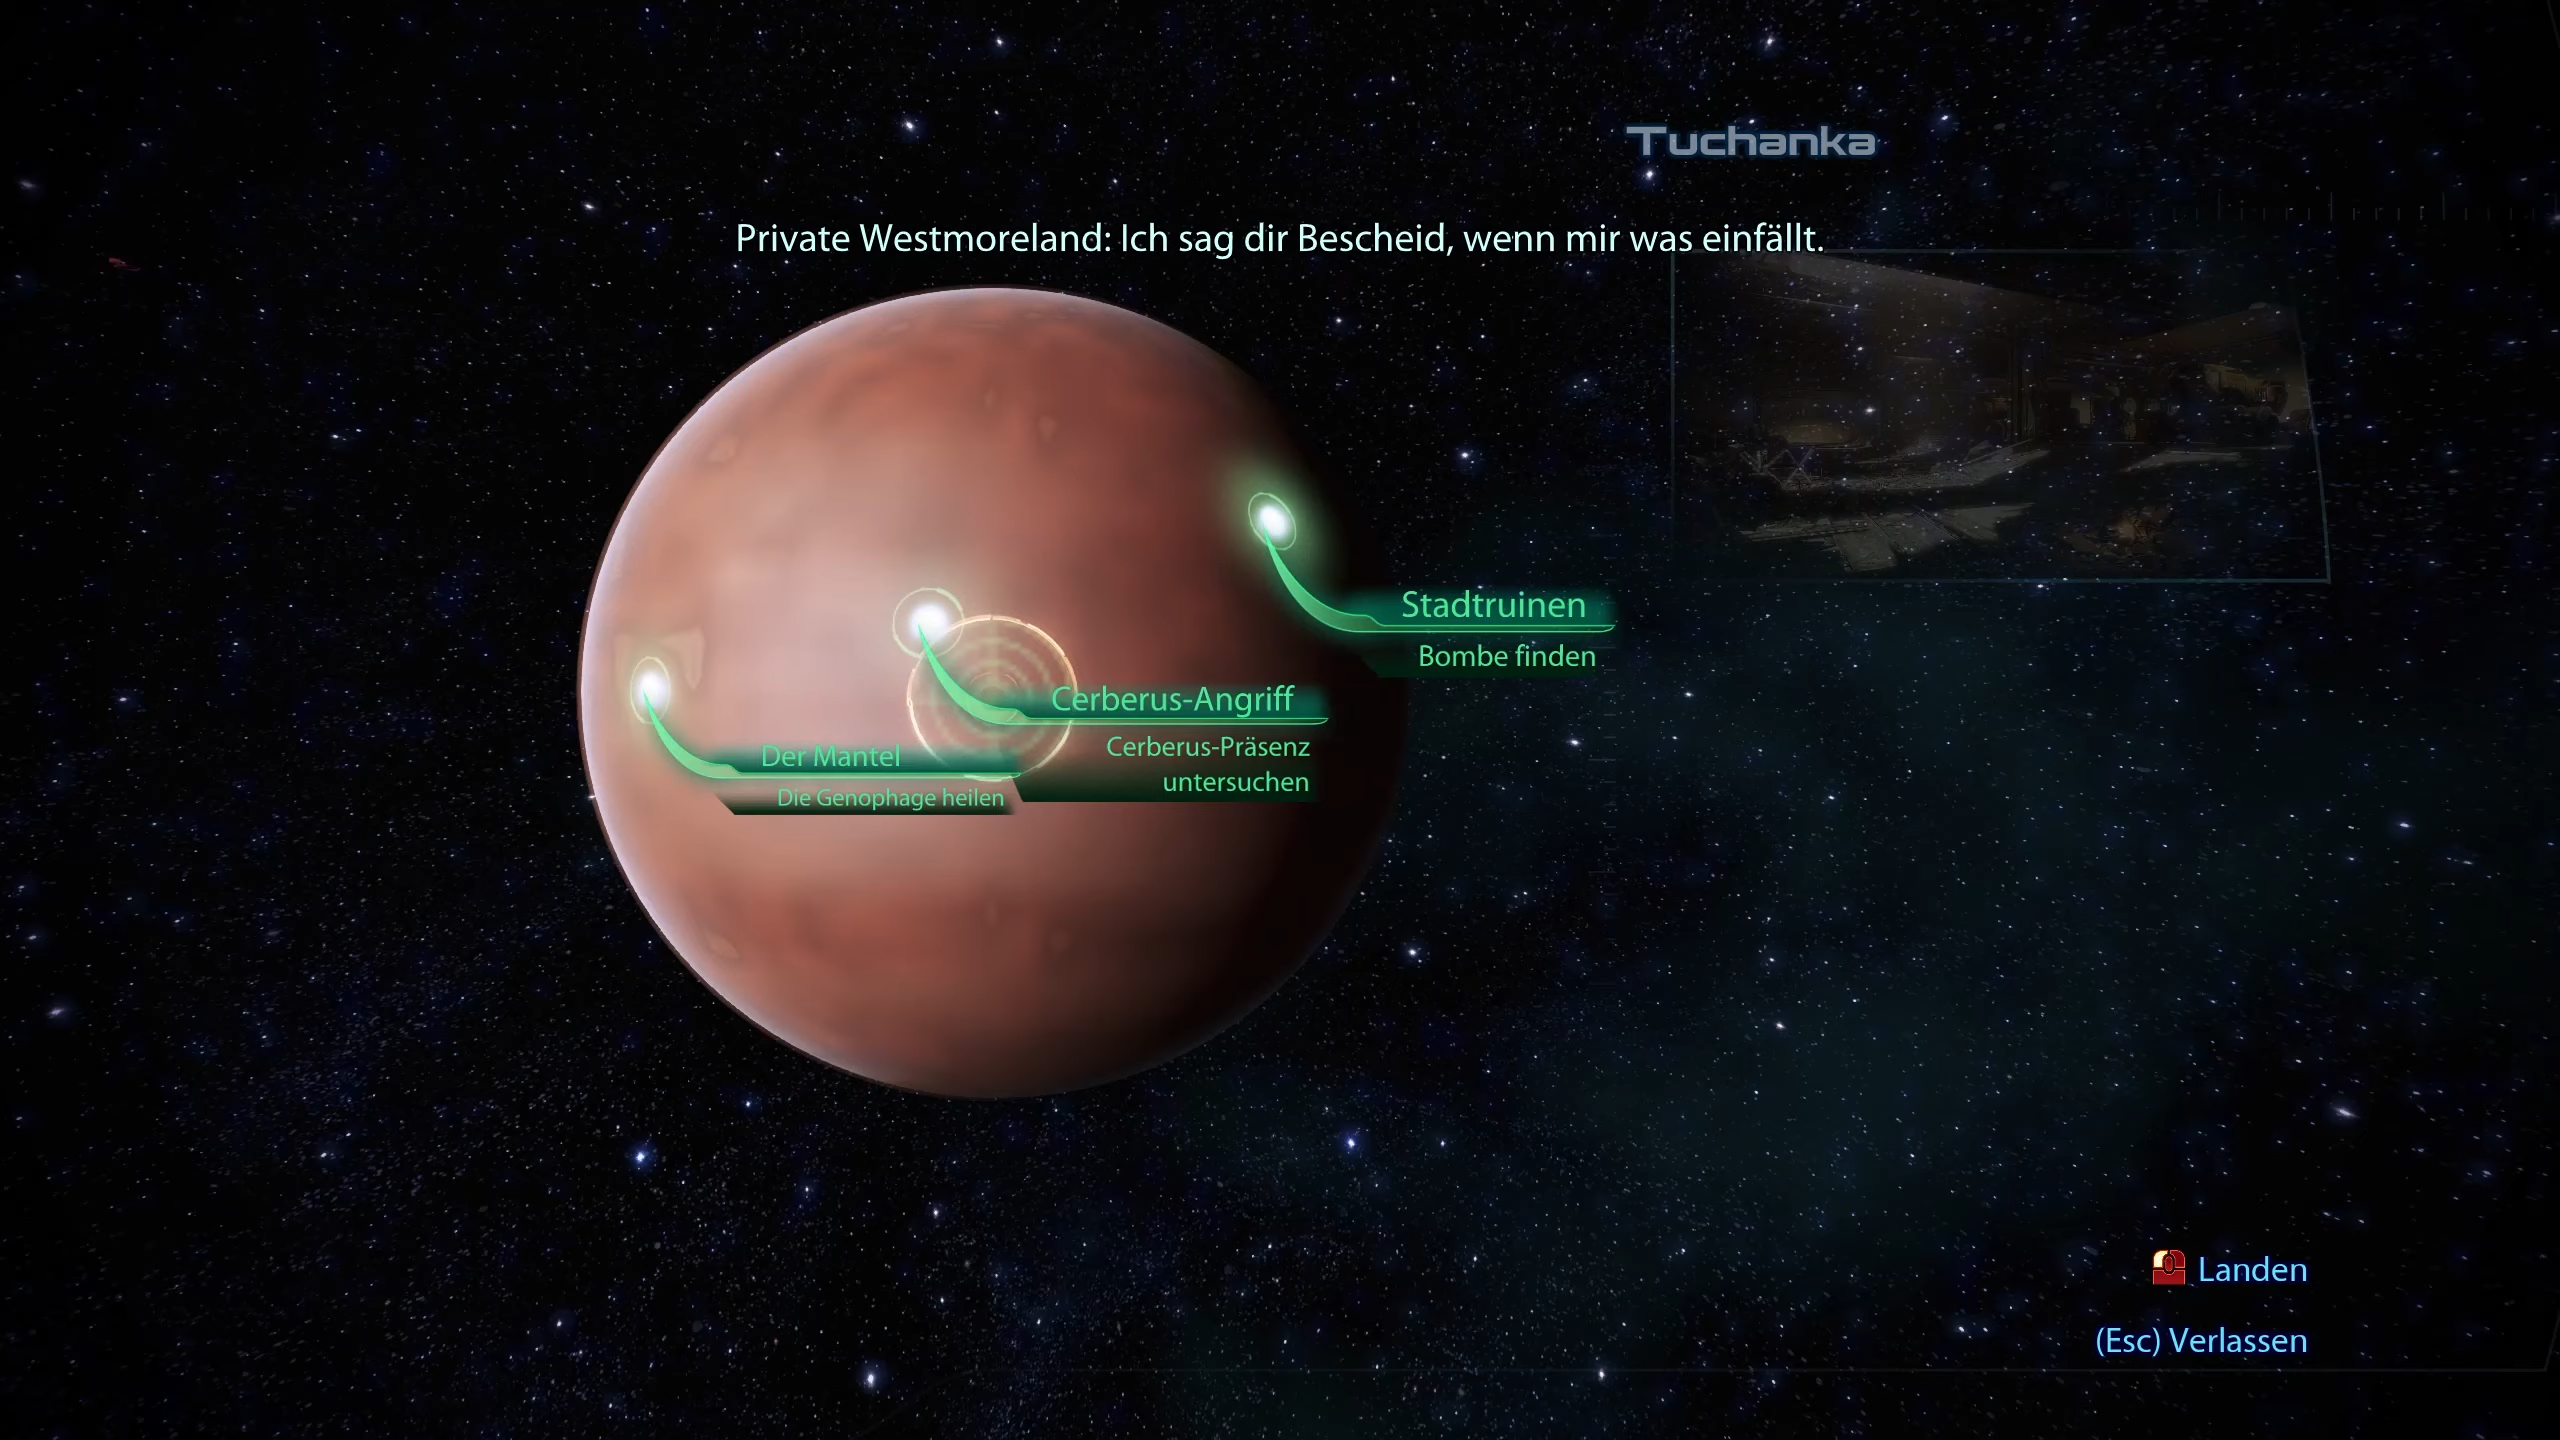 Tuchanka
Private Westmoreland: Ich sag dir Bescheid, wenn mir was einfällt.
Stadtruinen
Bombe finden
Cerberus-Angriff
Cerberus-Präsenz
untersuchen
Der Mantel
Die Genophage heilen
Landen
(Esc) Verlassen